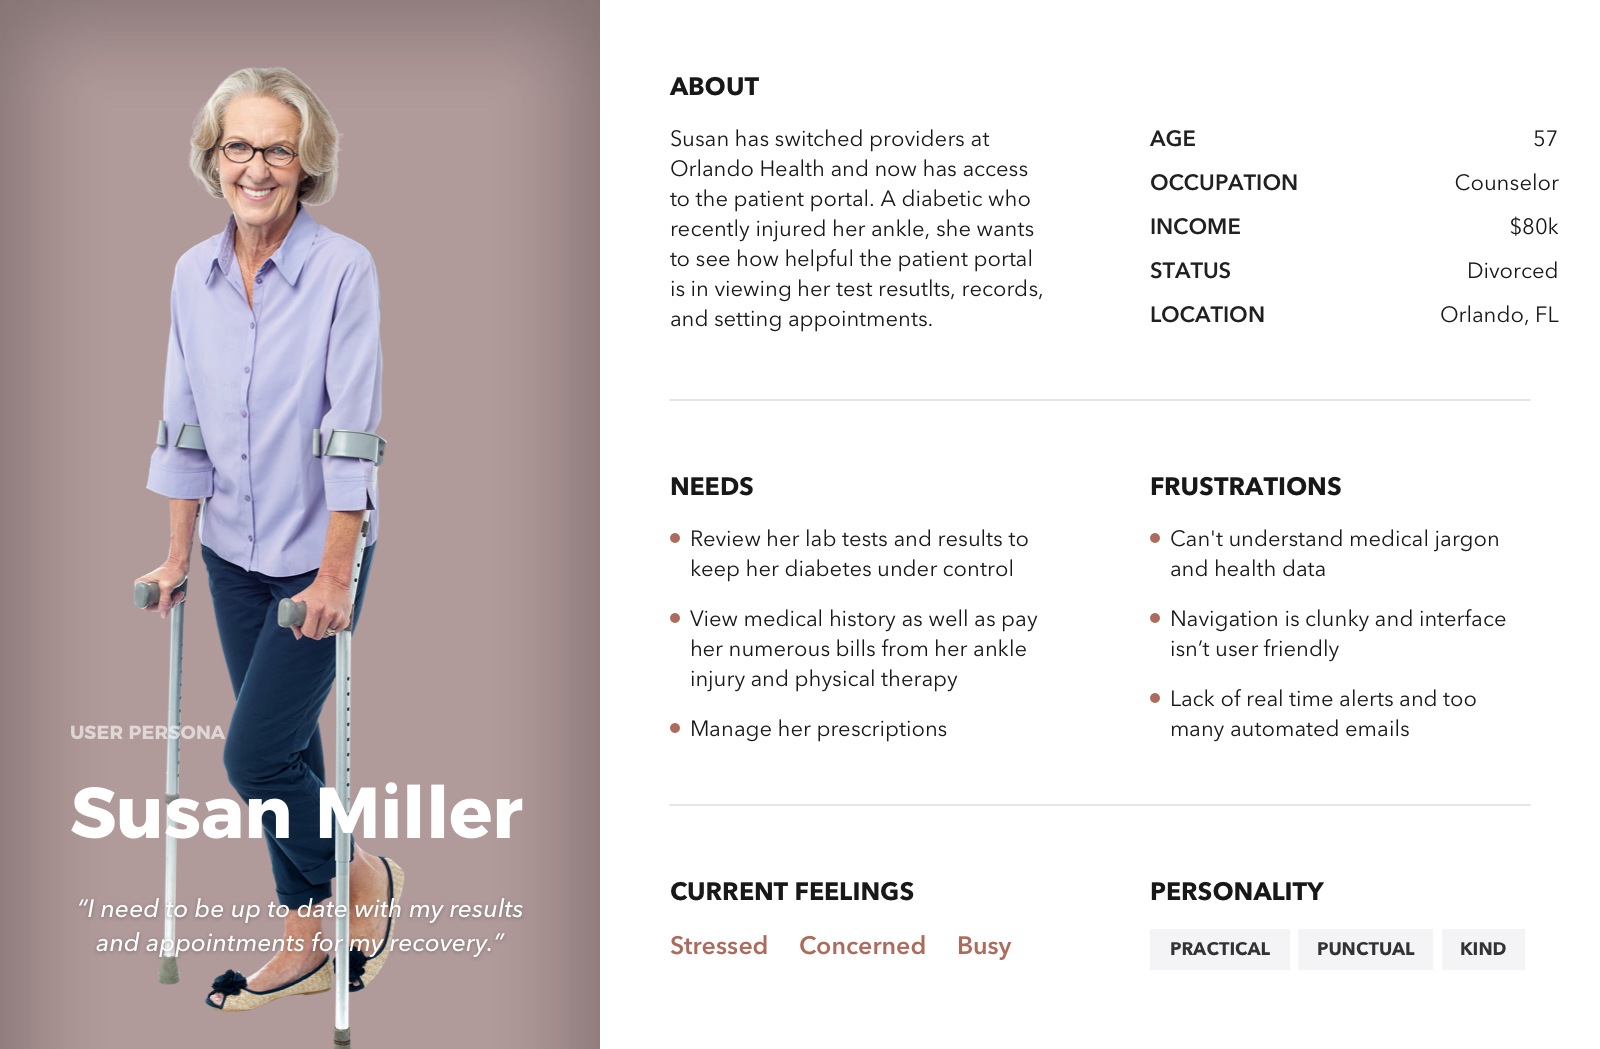 USER PERSONA
Susan Miller
“I need to be up to date with my results
and appointments for my recovery.”
ABOUT
Susan has switched providers at
Orlando Health and now has access
to the patient portal. A diabetic who
recently injured her ankle, she wants
to see how helpful the patient portal
is in viewing her test resutlts, records,
and setting appointments.
AGE 57
OCCUPATION Counselor
INCOME $80k
STATUS Divorced
LOCATION Orlando, FL
NEEDS
Review her lab tests and results to
keep her diabetes under control
View medical history as well as pay
her numerous bills from her ankle
injury and physical therapy
Manage her prescriptions
FRUSTRATIONS
Can't understand medical jargon
and health data
Navigation is clunky and interface
isn’t user friendly
Lack of real time alerts and too
many automated emails
CURRENT FEELINGS
Stressed Concerned Busy
PERSONALITY
PRACTICAL PUNCTUAL KIND